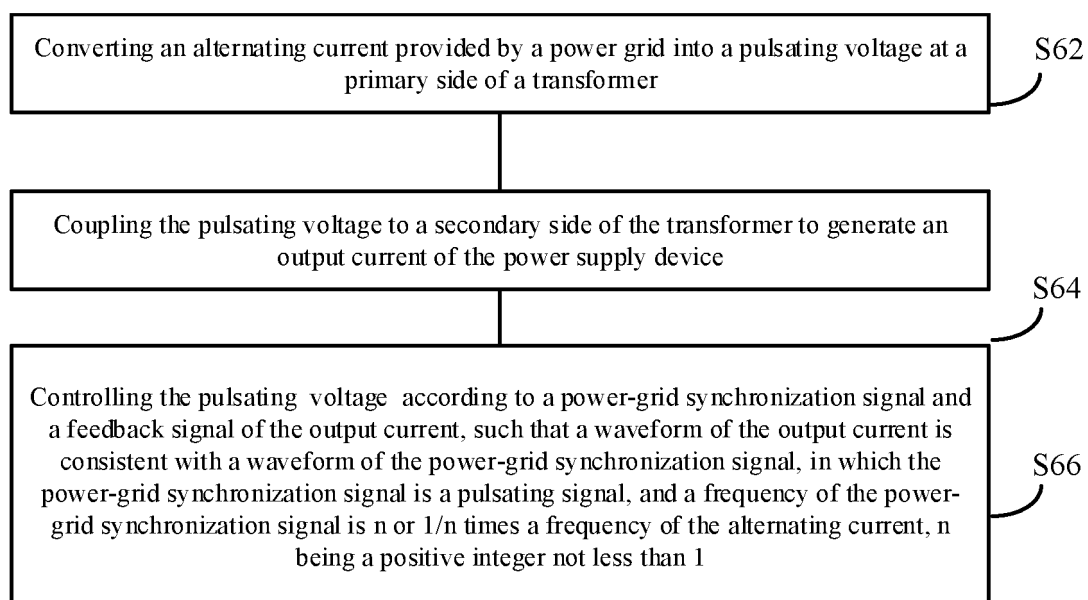 Converting an alternating current provided by a power grid into a pulsating voltage at a
primary side of a transformer
S62
Coupling the pulsating voltage to a secondary side of the transformer to generate an
output current of the power supply device
S64
Controlling the pulsating voltage according to a power-grid synchronization signal and
a feedback signal of the output current, such that a waveform of the output current is
consistent with a waveform of the power-grid synchronization signal, in which the
power-grid synchronization signal is a pulsating signal, and a frequency of the power-
grid synchronization signal is n or 1/n times a frequency of the alternating current, n
being a positive integer not less than 1
S66